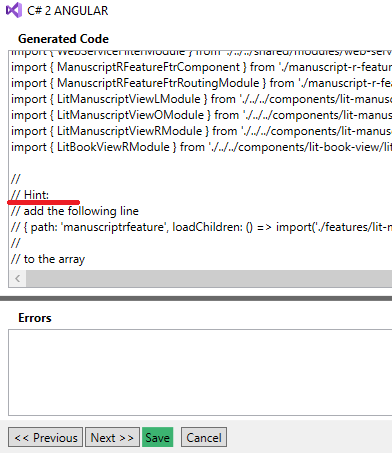 C# 2 ANGULAR
Generated Code
import { WebServiceFilterModule } from './../../shared/modules/web-serv
import { ManuscriptRFeatureFtrComponent } from './manuscript-r-featur
import { ManuscriptRFeatureFtrRoutingModule } from './manuscript-r-fe
import { LitManuscriptViewLModule } from './../../components/lit-manus
import { LitManuscriptViewOModule } from './../../components/lit-manu
import { LitManuscriptViewRModule } from './../../components/lit-manu
import { LitBookViewRModule } from './../../components/lit-book-view/lit
//
// Hint:
// add the following line
// { path: 'manuscriptrfeature', loadChildren: () => import('./features/lit-m
//
// to the array
Errors
<< Previous Next >> Save Cancel